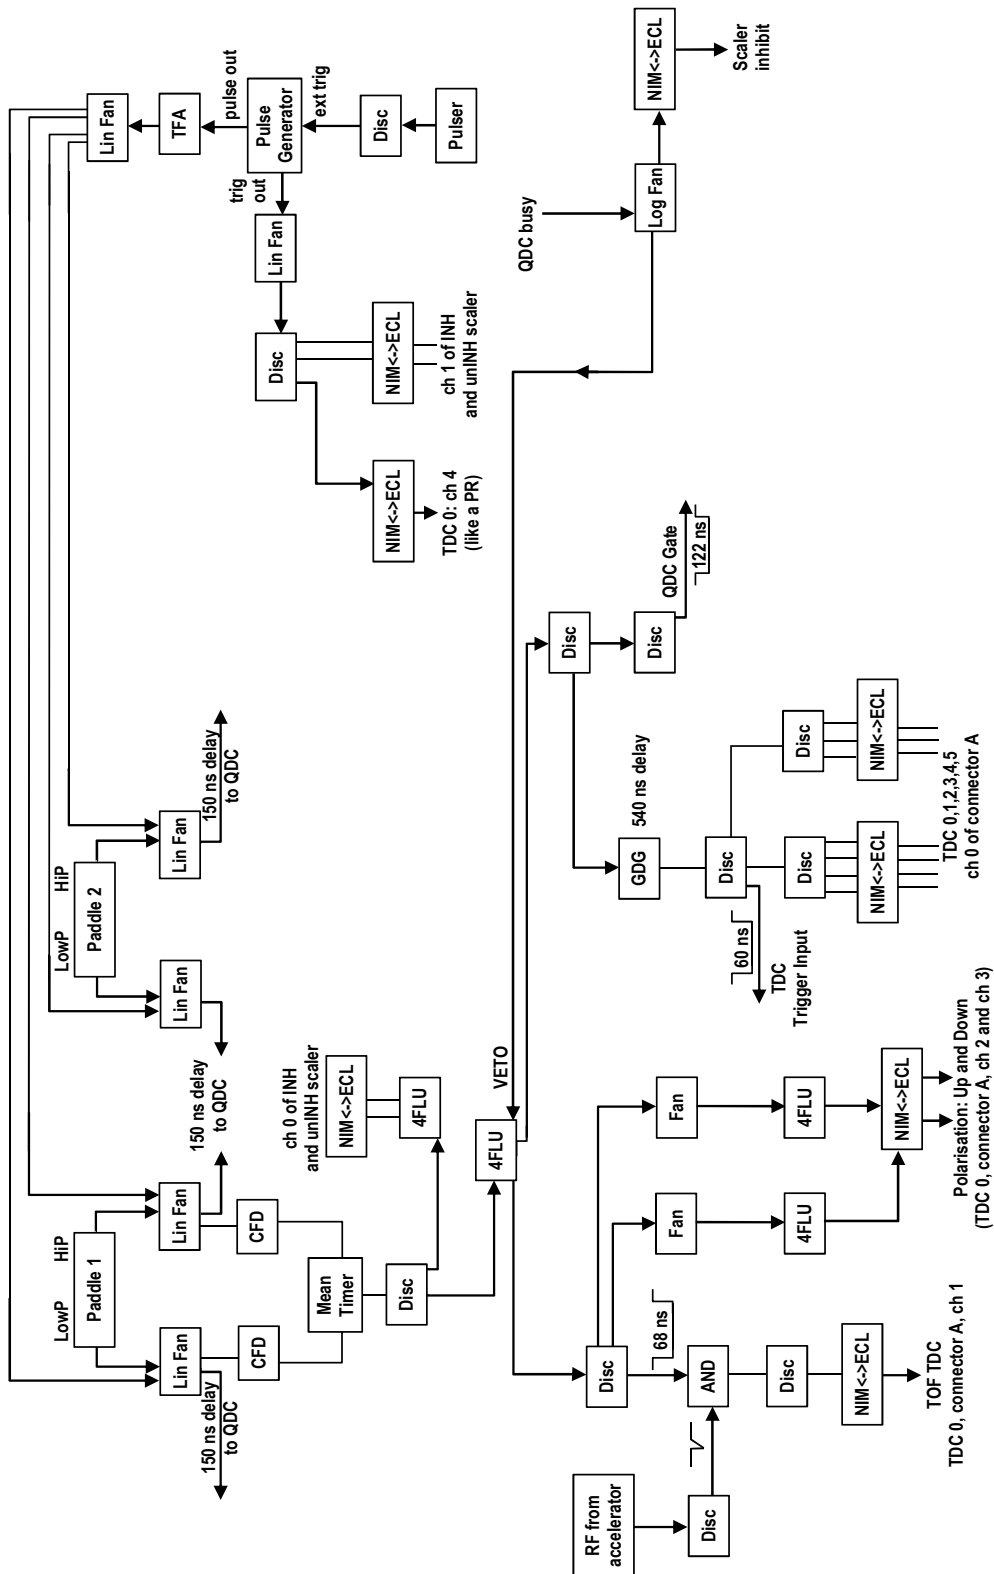 LowP
HiP
Paddle 1
Lin Fan
Lin Fan
150 ns delay
to QDC
150 ns delay
to QDC
CFD
CFD
Mean
Timer
Disc
LowP
HiP
Paddle 2
Lin Fan
Lin Fan
150 ns delay
to QDC
ch 0 of INH
and unINH scaler
NIM<->ECL
4FLU
4FLU
VETO
Lin Fan
TFA
pulse out
Pulse
Generator
ext trig
Disc
Pulser
trig
out
Lin Fan
Disc
NIM<->ECL
ch 1 of INH
and unINH scaler
NIM<->ECL
TDC 0: ch 4
(like a PR)
QDC busy
Log Fan
NIM<->ECL
Scaler
inhibit
RF from
accelerator
Disc
Disc
68 ns
AND
Disc
NIM<->ECL
TOF TDC
TDC 0, connector A, ch 1
Fan
Fan
4FLU
4FLU
NIM<->ECL
Polarisation: Up and Down
(TDC 0, connector A, ch 2 and ch 3)
Disc
Disc
QDC Gate
122 ns
GDG
540 ns delay
Disc
60 ns
TDC
Trigger Input
Disc
Disc
NIM<->ECL
NIM<->ECL
TDC 0,1,2,3,4,5
ch 0 of connector A